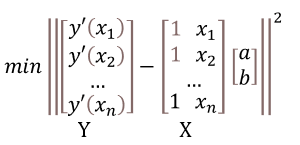 min ‖ [y′(x₁) y′(x₂) ... y′(xₙ)] − [1 x₁ 1 x₂ ... 1 xₙ] [a b] ‖²
Y X